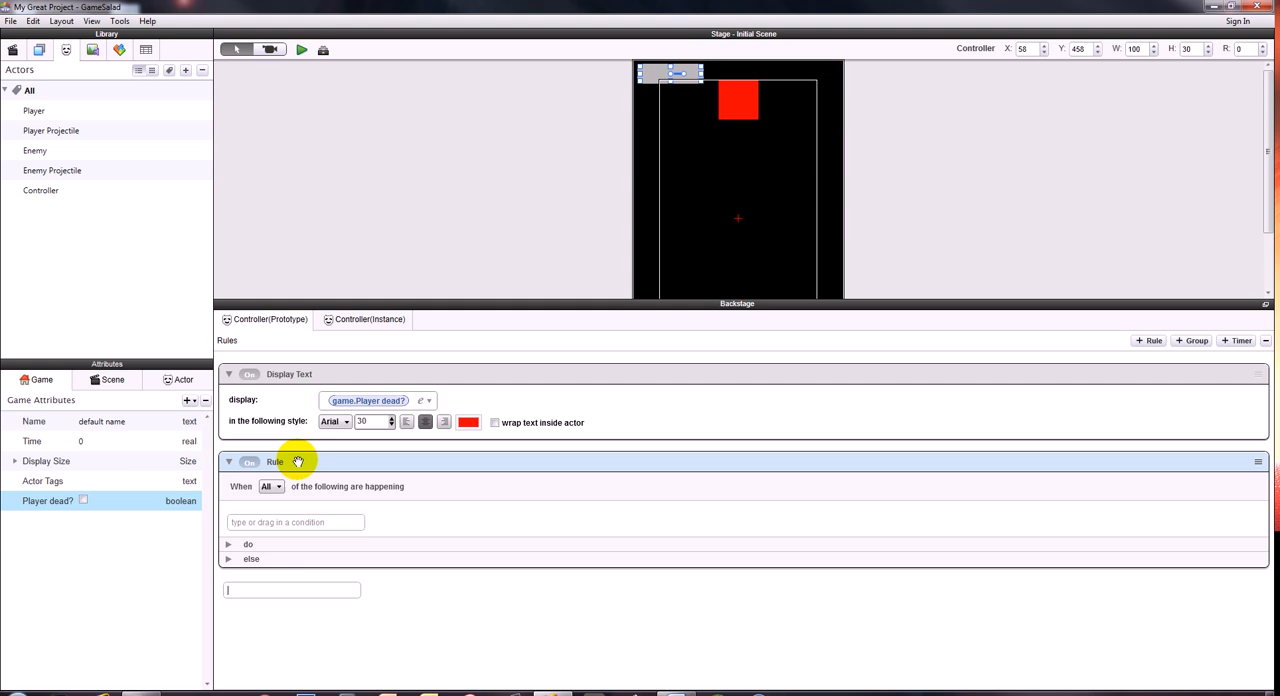 My Great Project - GameSalad
File Edit Layout View Tools Help
Sign In
Library
Stage - Initial Scene
Controller X: 58 Y: 458 W: 100 H: 30 R: 0
Actors
All
Player
Player Projectile
Enemy
Enemy Projectile
Controller
Backstage
Controller(Prototype) Controller(Instance)
Rules
+ Rule + Group + Timer
Attributes
Game Scene Actor
Game Attributes
Name default name text
Time 0 real
Display Size Size
Actor Tags text
Player dead? boolean
On Display Text
display: game.Player dead? e
in the following style: Arial 30 wrap text inside actor
On Rule
When All of the following are happening
type or drag in a condition
do
else